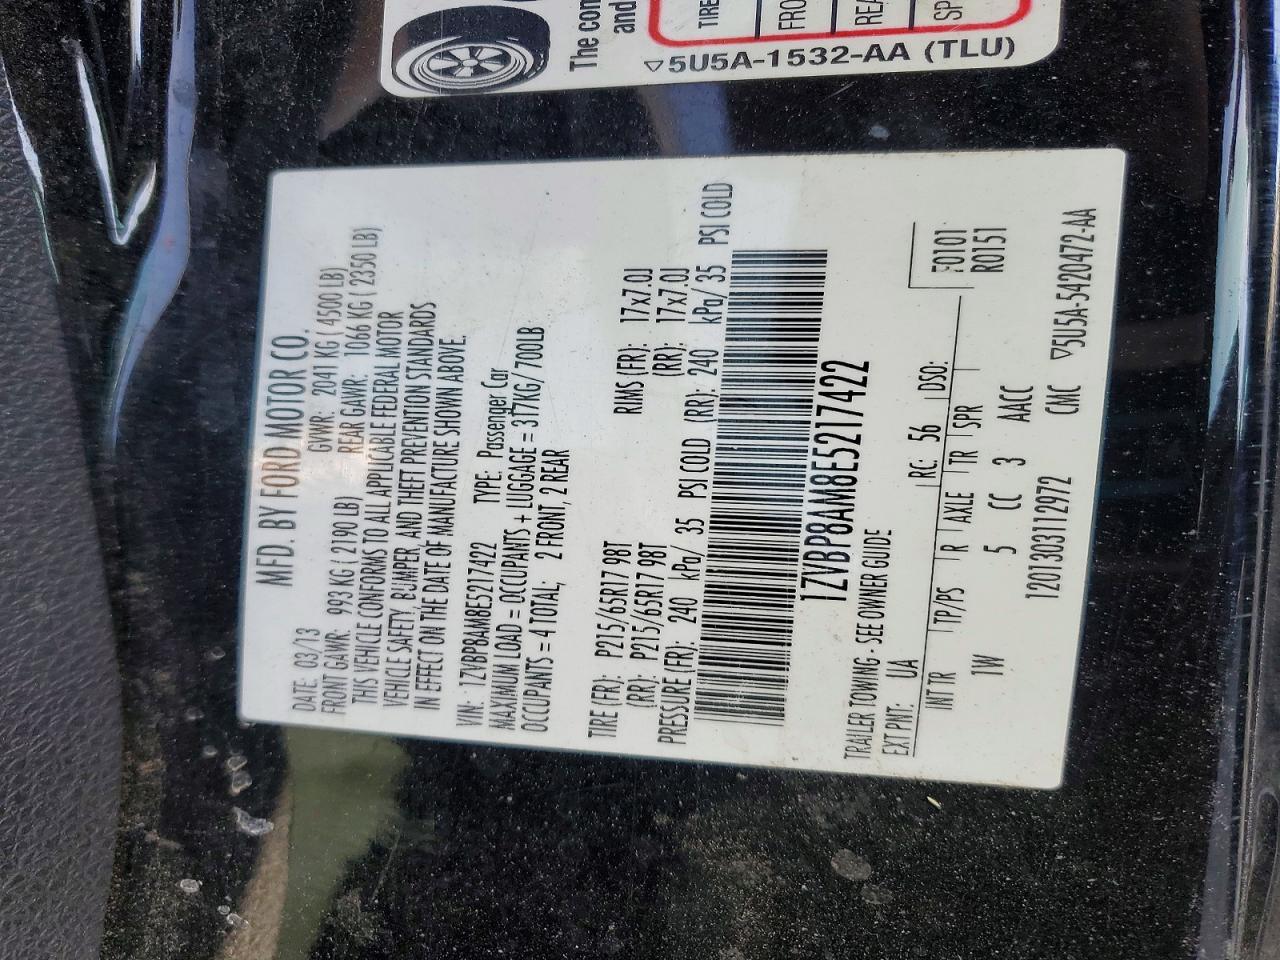 The con
and
TIRE
FRO
REA
SP
▽5U5A-1532-AA (TLU)
MFD. BY FORD MOTOR CO.
DATE: 03/13 GVWR: 2041 KG ( 4500 LB)
FRONT GAWR: 993 KG ( 2190 LB) REAR GAWR: 1066 KG ( 2350 LB)
THIS VEHICLE CONFORMS TO ALL APPLICABLE FEDERAL MOTOR
VEHICLE SAFETY, BUMPER, AND THEFT PREVENTION STANDARDS
IN EFFECT ON THE DATE OF MANUFACTURE SHOWN ABOVE.
VIN: 1ZVBP8AM8E5217422 TYPE: Passenger Car
MAXIMUM LOAD = OCCUPANTS + LUGGAGE = 317KG/ 700LB
OCCUPANTS = 4 TOTAL; 2 FRONT, 2 REAR
TIRE (FR): P215/65R17 98T RIMS (FR): 17x7.0J
(RR): P215/65R17 98T (RR): 17x7.0J
PRESSURE (FR): 240 kPa/ 35 PSI COLD (RR): 240 kPa/ 35 PSI COLD
1ZVBP8AM8E5217422
TRAILER TOWING - SEE OWNER GUIDE
EXT PNT: UA RC: 56 DSO: F0101
INT TR TP/PS R AXLE TR SPR R0151
1W 5 CC 3 AACC
1201303112972 CMC ▽5U5A-5420472-AA